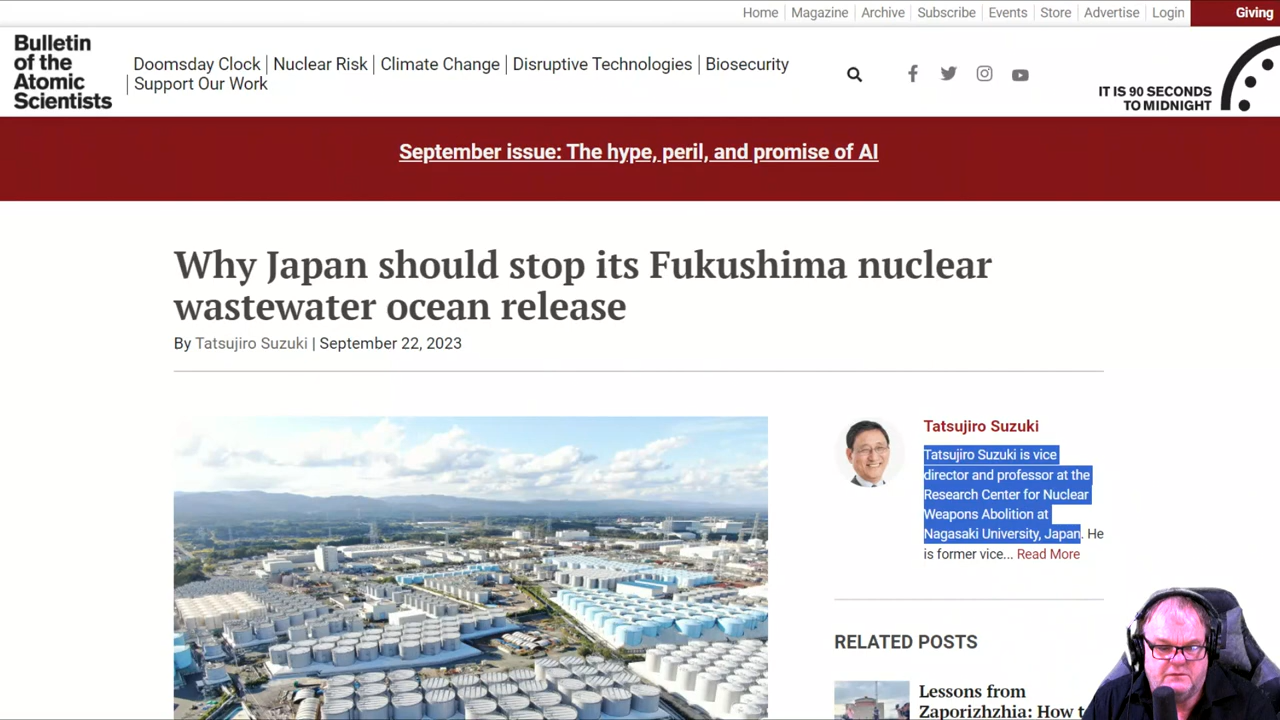 Home
Magazine
Archive
Subscribe
Events
Store
Advertise
Login
Giving
Bulletin
of the
Atomic
Scientists
Doomsday Clock
Nuclear Risk
Climate Change
Disruptive Technologies
Biosecurity
Support Our Work
IT IS 90 SECONDS
TO MIDNIGHT
September issue: The hype, peril, and promise of AI
Why Japan should stop its Fukushima nuclear
wastewater ocean release
By Tatsujiro Suzuki | September 22, 2023
Tatsujiro Suzuki
Tatsujiro Suzuki is vice
director and professor at the
Research Center for Nuclear
Weapons Abolition at
Nagasaki University, Japan. He
is former vice... Read More
RELATED POSTS
Lessons from
Zaporizhzhia: How t